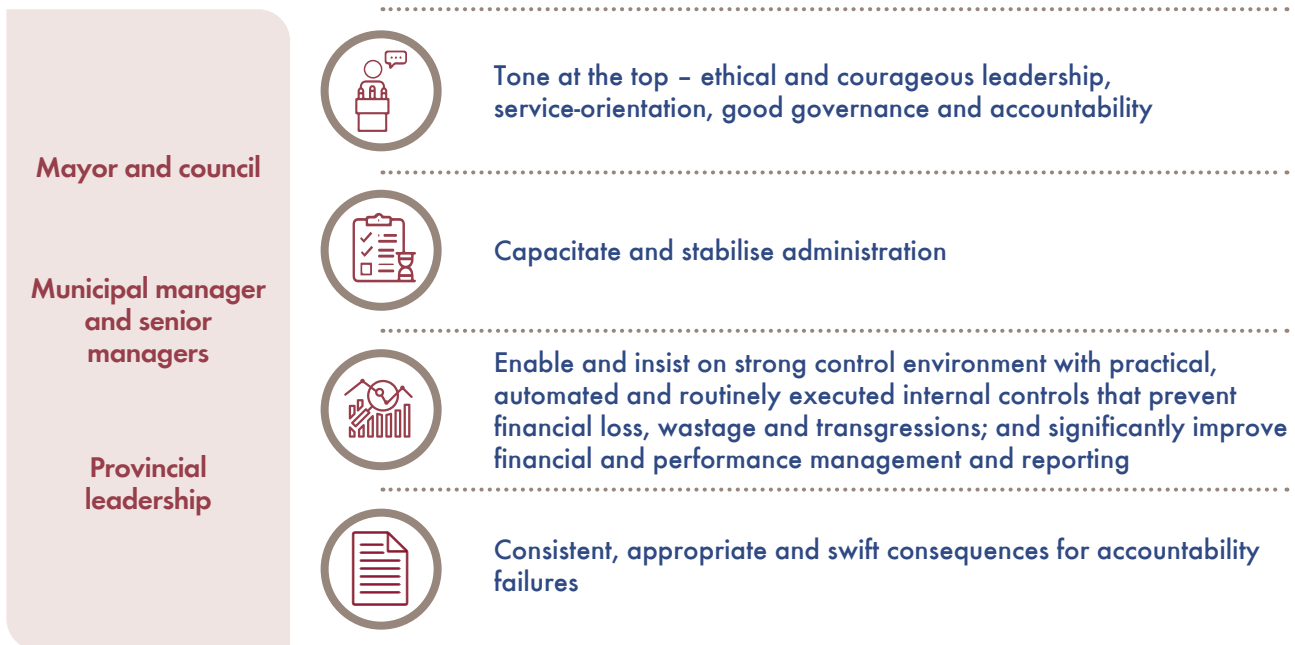 Mayor and council
Municipal manager
and senior
managers
Provincial
leadership
Tone at the top – ethical and courageous leadership,
service-orientation, good governance and accountability
Capacitate and stabilise administration
Enable and insist on strong control environment with practical,
automated and routinely executed internal controls that prevent
financial loss, wastage and transgressions; and significantly improve
financial and performance management and reporting
Consistent, appropriate and swift consequences for accountability
failures